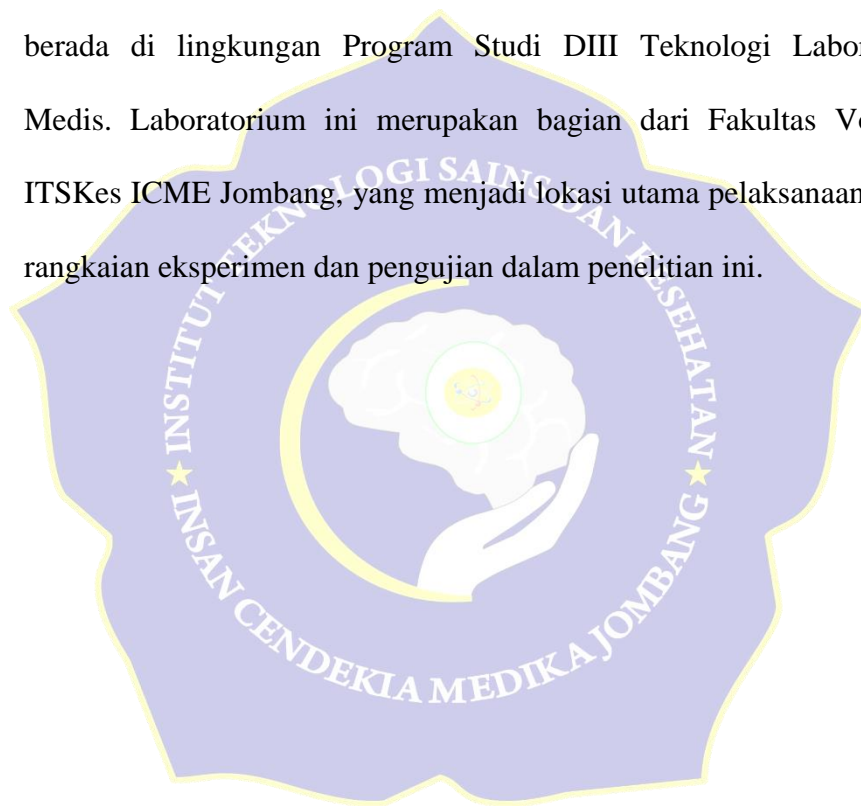 berada di lingkungan Program Studi DIII Teknologi Labor
Medis. Laboratorium ini merupakan bagian dari Fakultas
ITSKes ICME Jombang, yang menjadi lokasi utama pelaksanaan
rangkaian eksperimen dan pengujian dalam penelitian ini.
INSTITUT TEKNOLOGI SAINS DAN KESEHATAN
INSAN CENDEKIA MEDIKA JOMBANG